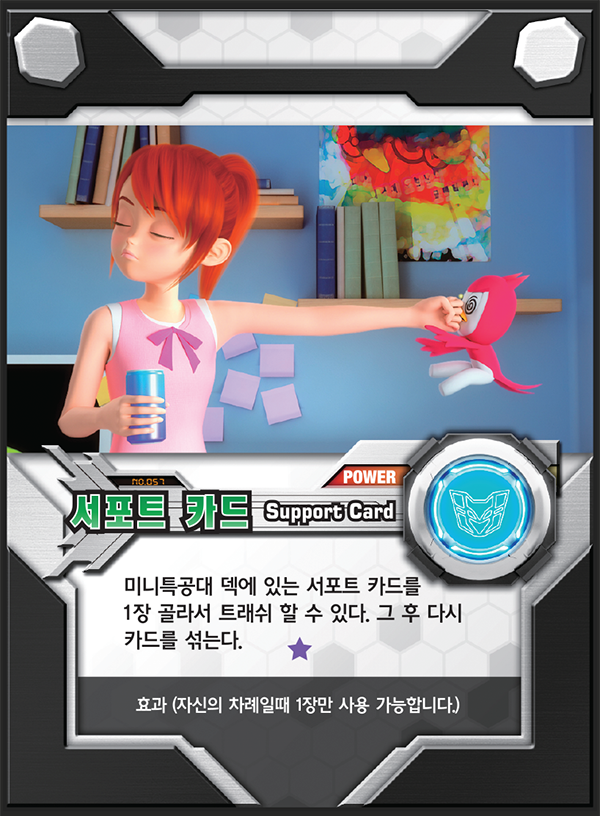 NO.057
POWER
서포트 카드 Support Card
미니특공대 덱에 있는 서포트 카드를
1장 골라서 트래쉬 할 수 있다. 그 후 다시
카드를 섞는다.
효과 (자신의 차례일때 1장만 사용 가능합니다.)